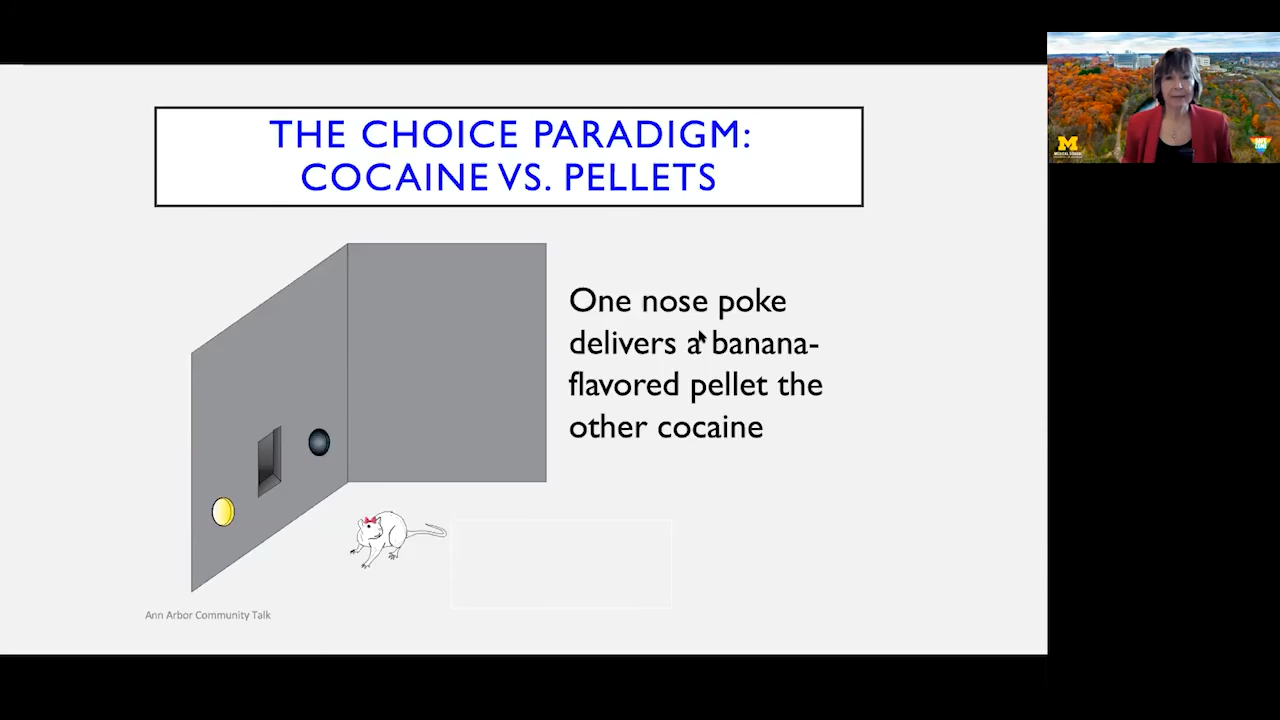 THE CHOICE PARADIGM:
COCAINE VS. PELLETS
One nose poke
delivers a banana-
flavored pellet the
other cocaine
Ann Arbor Community Talk
M